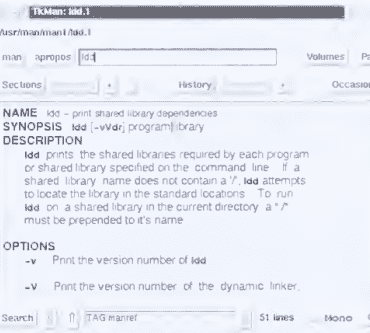 TkMan: ldd.1
/usr/man/man1/ldd.1
man apropos ldd Volumes
Sections History Occasion
NAME ldd - print shared library dependencies
SYNOPSIS ldd [-vVdr] program|library
DESCRIPTION
ldd prints the shared libraries required by each program
or shared library specified on the command line If a
shared library name does not contain a '/', ldd attempts
to locate the library in the standard locations To run
ldd on a shared library in the current directory a "./"
must be prepended to it's name
OPTIONS
-v Print the version number of ldd
-V Print the version number of the dynamic linker,
Search TAG manref 51 lines Mono